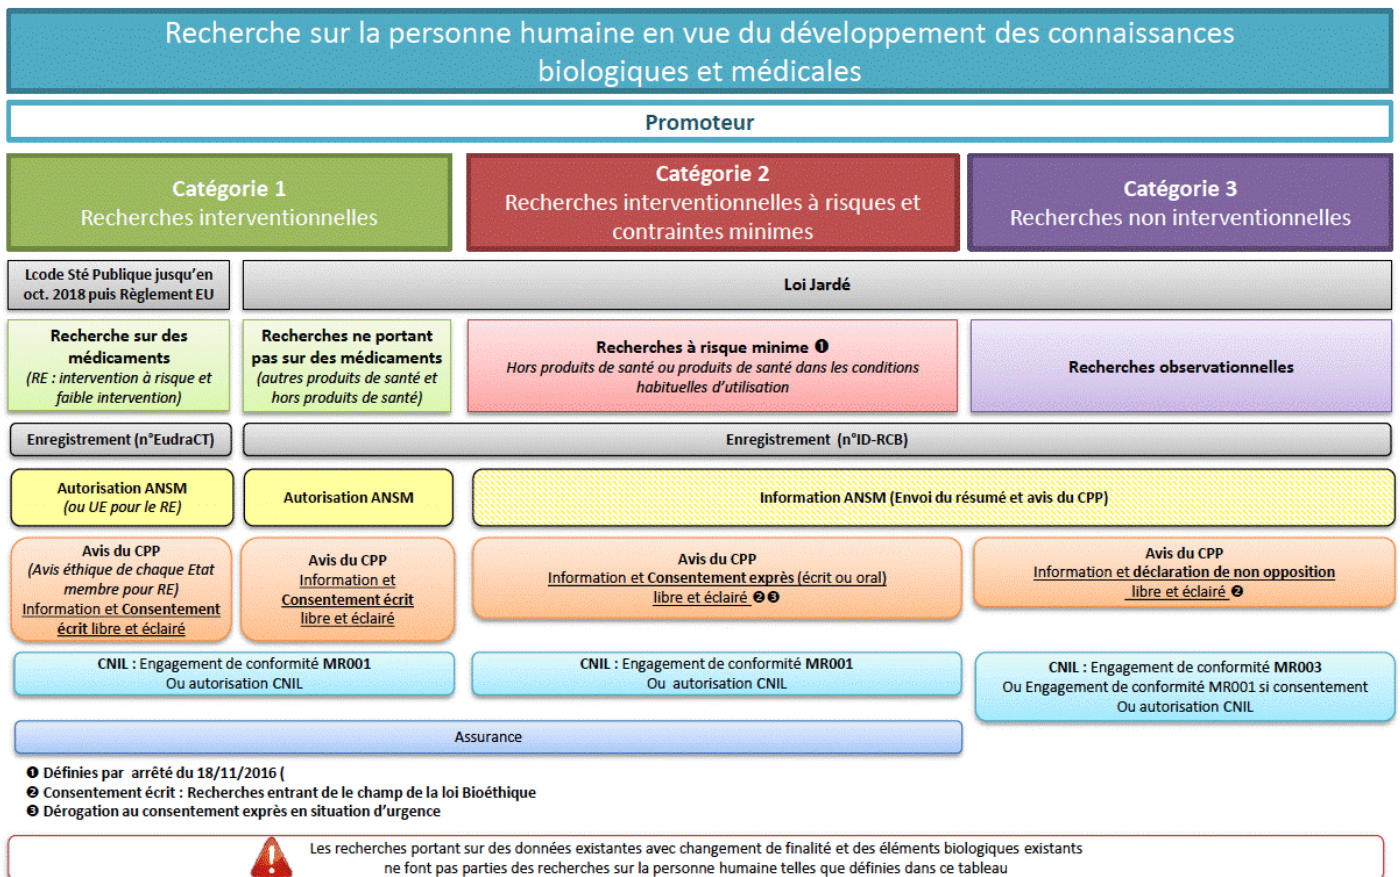 Recherche sur la personne humaine en vue du développement des connaissances
biologiques et médicales
Promoteur
Catégorie 1
Recherches interventionnelles
Catégorie 2
Recherches interventionnelles à risques et
contraintes minimes
Catégorie 3
Recherches non interventionnelles
Lcode Sté Publique jusqu'en
oct. 2018 puis Règlement EU
Loi Jardé
Recherche sur des
médicaments
(RE : intervention à risque et
faible intervention)
Recherches ne portant
pas sur des médicaments
(autres produits de santé et
hors produits de santé)
Recherches à risque minime ❶
Hors produits de santé ou produits de santé dans les conditions
habituelles d'utilisation
Recherches observationnelles
Enregistrement (n°EudraCT)
Enregistrement (n°ID-RCB)
Autorisation ANSM
(ou UE pour le RE)
Autorisation ANSM
Information ANSM (Envoi du résumé et avis du CPP)
Avis du CPP
(Avis éthique de chaque Etat
membre pour RE)
Information et Consentement
écrit libre et éclairé
Avis du CPP
Information et
Consentement écrit
libre et éclairé
Avis du CPP
Information et Consentement exprès (écrit ou oral)
libre et éclairé ❷❸
Avis du CPP
Information et déclaration de non opposition
libre et éclairé ❷
CNIL : Engagement de conformité MR001
Ou autorisation CNIL
CNIL : Engagement de conformité MR001
Ou autorisation CNIL
CNIL : Engagement de conformité MR003
Ou Engagement de conformité MR001 si consentement
Ou autorisation CNIL
Assurance
❶ Définies par arrêté du 18/11/2016 (
❷ Consentement écrit : Recherches entrant de le champ de la loi Bioéthique
❸ Dérogation au consentement exprès en situation d'urgence
Les recherches portant sur des données existantes avec changement de finalité et des éléments biologiques existants
ne font pas parties des recherches sur la personne humaine telles que définies dans ce tableau